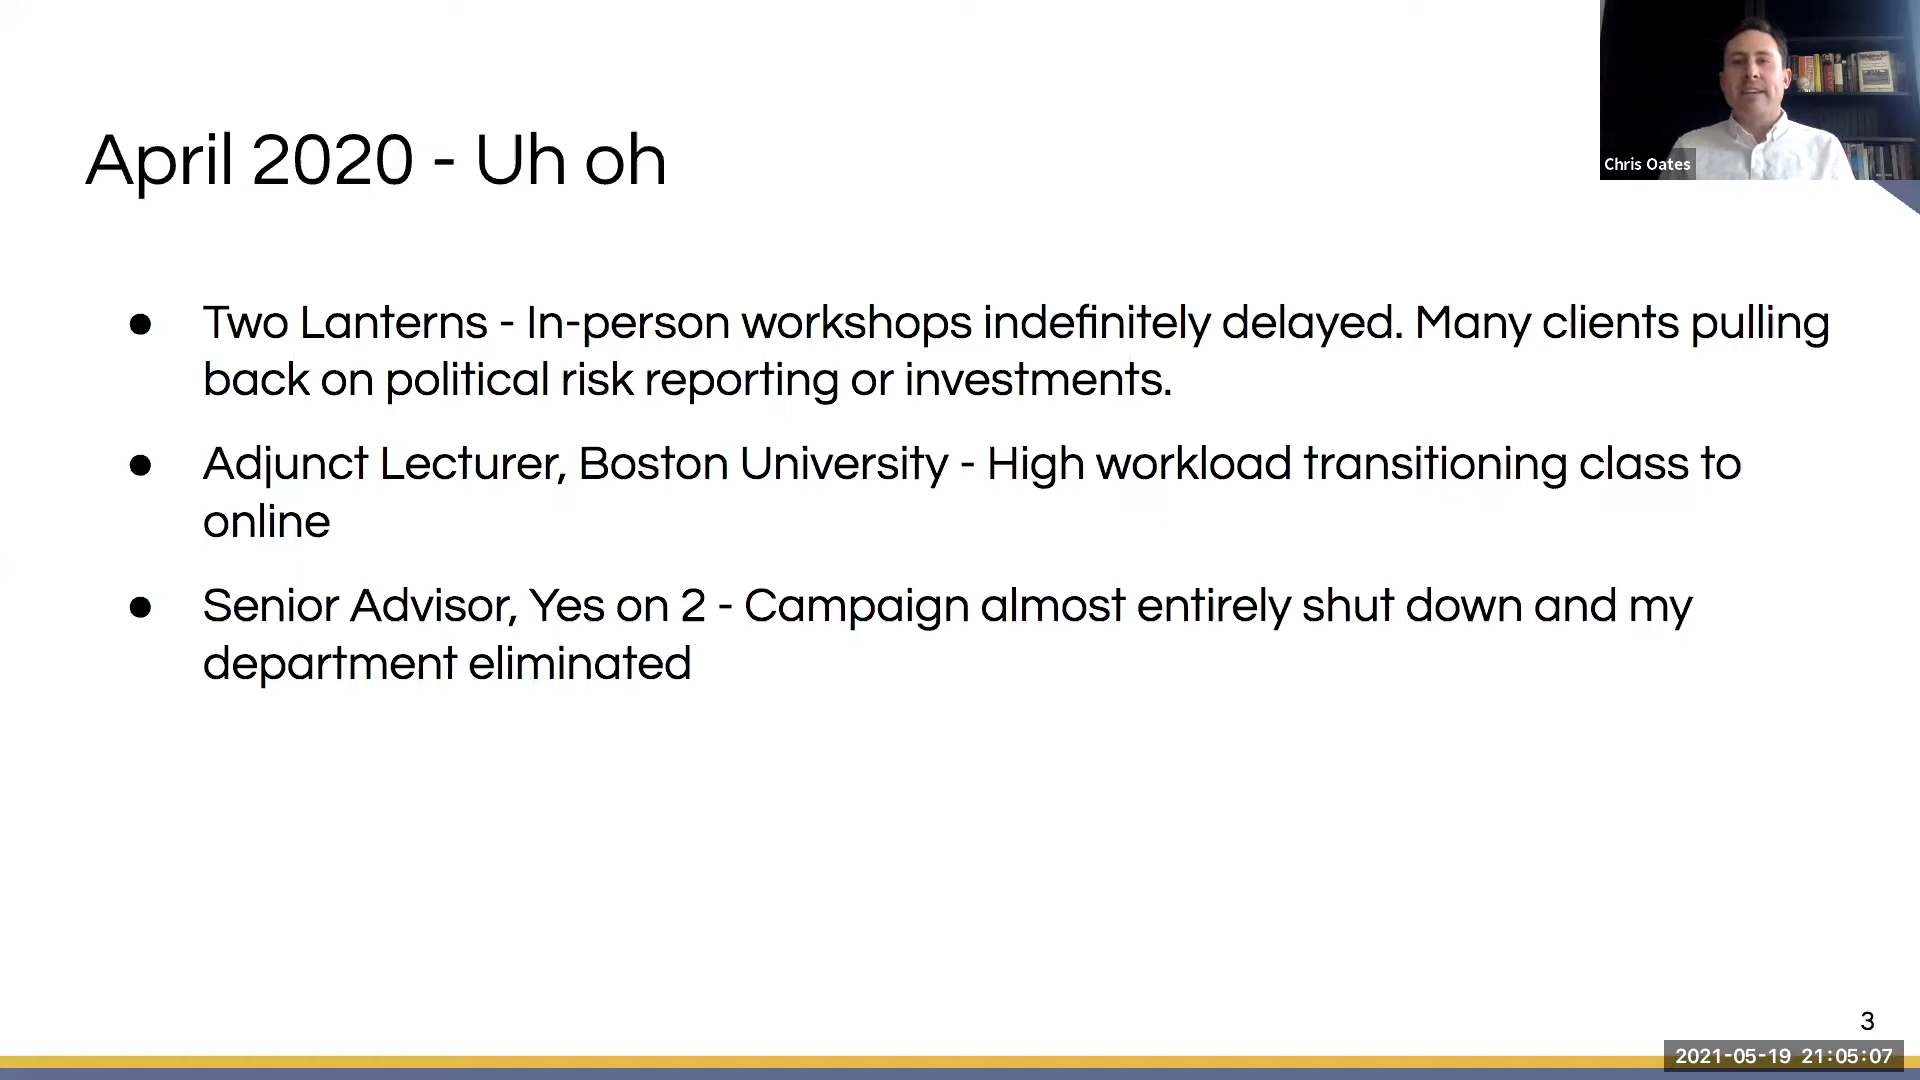 April 2020 - Uh oh
Chris Oates
● Two Lanterns - In-person workshops indefinitely delayed. Many clients pulling
back on political risk reporting or investments.
● Adjunct Lecturer, Boston University - High workload transitioning class to
online
● Senior Advisor, Yes on 2 - Campaign almost entirely shut down and my
department eliminated
3
2021-05-19 21:05:07